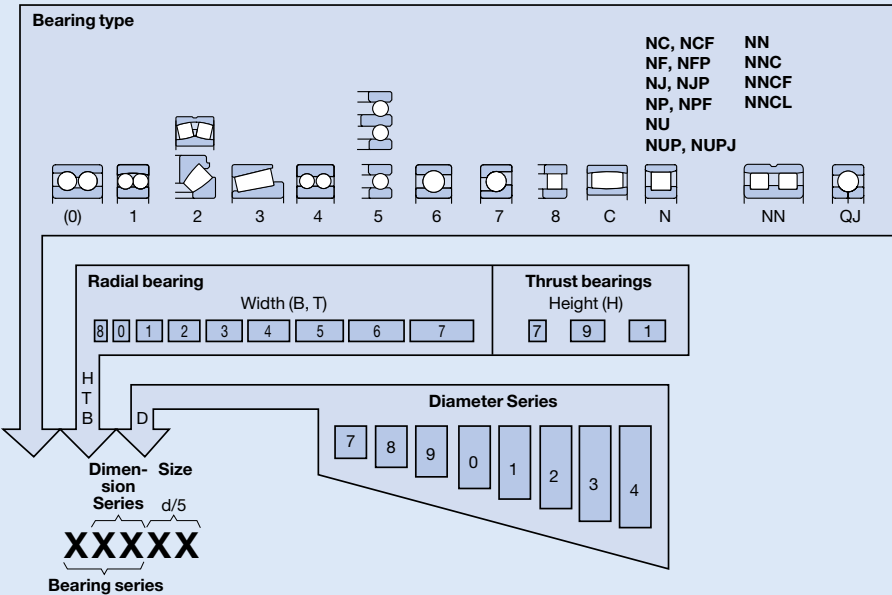 Bearing type
NC, NCF NN
NF, NFP NNC
NJ, NJP NNCF
NP, NPF NNCL
NU
NUP, NUPJ
(0) 1 2 3 4 5 6 7 8 C N NN QJ
Radial bearing Thrust bearings
Width (B, T) Height (H)
8 0 1 2 3 4 5 6 7 7 9 1
H
T
B D
Diameter Series
7 8 9 0 1 2 3 4
Dimen- Size
sion
Series d/5
XXXXX
Bearing series